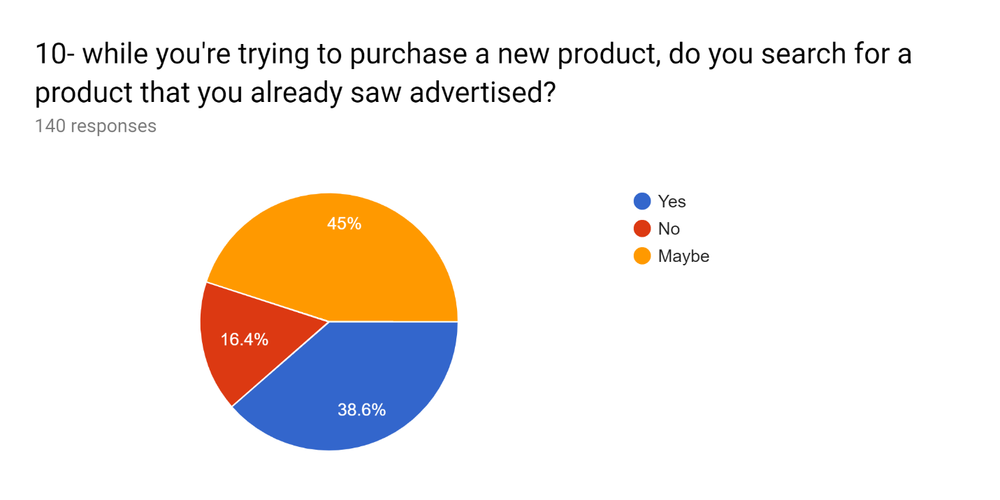 10- while you're trying to purchase a new product, do you search for a
product that you already saw advertised?
140 responses
45%
16.4%
38.6%
Yes
No
Maybe